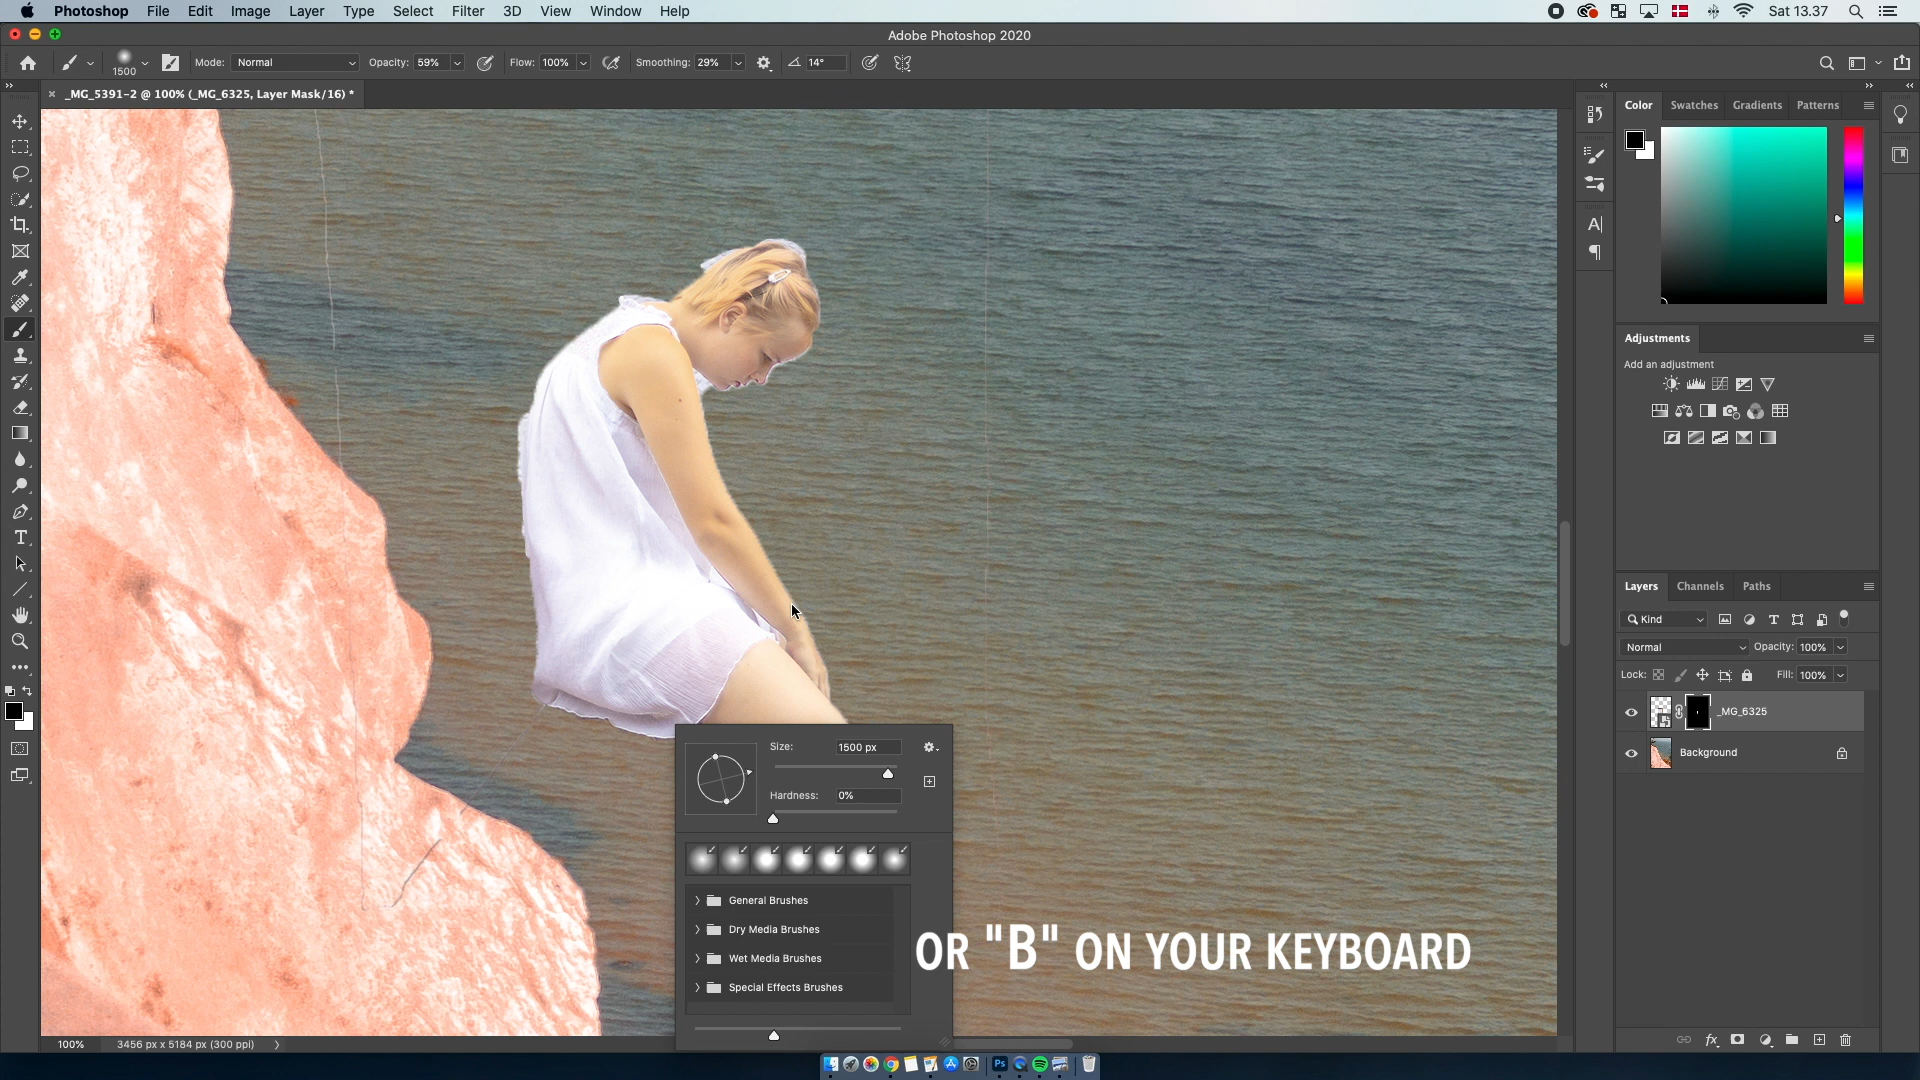 Photoshop File Edit Image Layer Type Select Filter 3D View Window Help Sat 13.37
Adobe Photoshop 2020
1500 Mode: Normal Opacity: 59% Flow: 100% Smoothing: 29% 14°
_MG_5391-2 @ 100% (_MG_6325, Layer Mask/16) *
Color Swatches Gradients Patterns
Adjustments
Add an adjustment
Layers Channels Paths
Kind
Normal Opacity: 100%
Lock: Fill: 100%
_MG_6325
Background
Size: 1500 px
Hardness: 0%
General Brushes
Dry Media Brushes
Wet Media Brushes
Special Effects Brushes
OR "B" ON YOUR KEYBOARD
100% 3456 px x 5184 px (300 ppi)
Ps